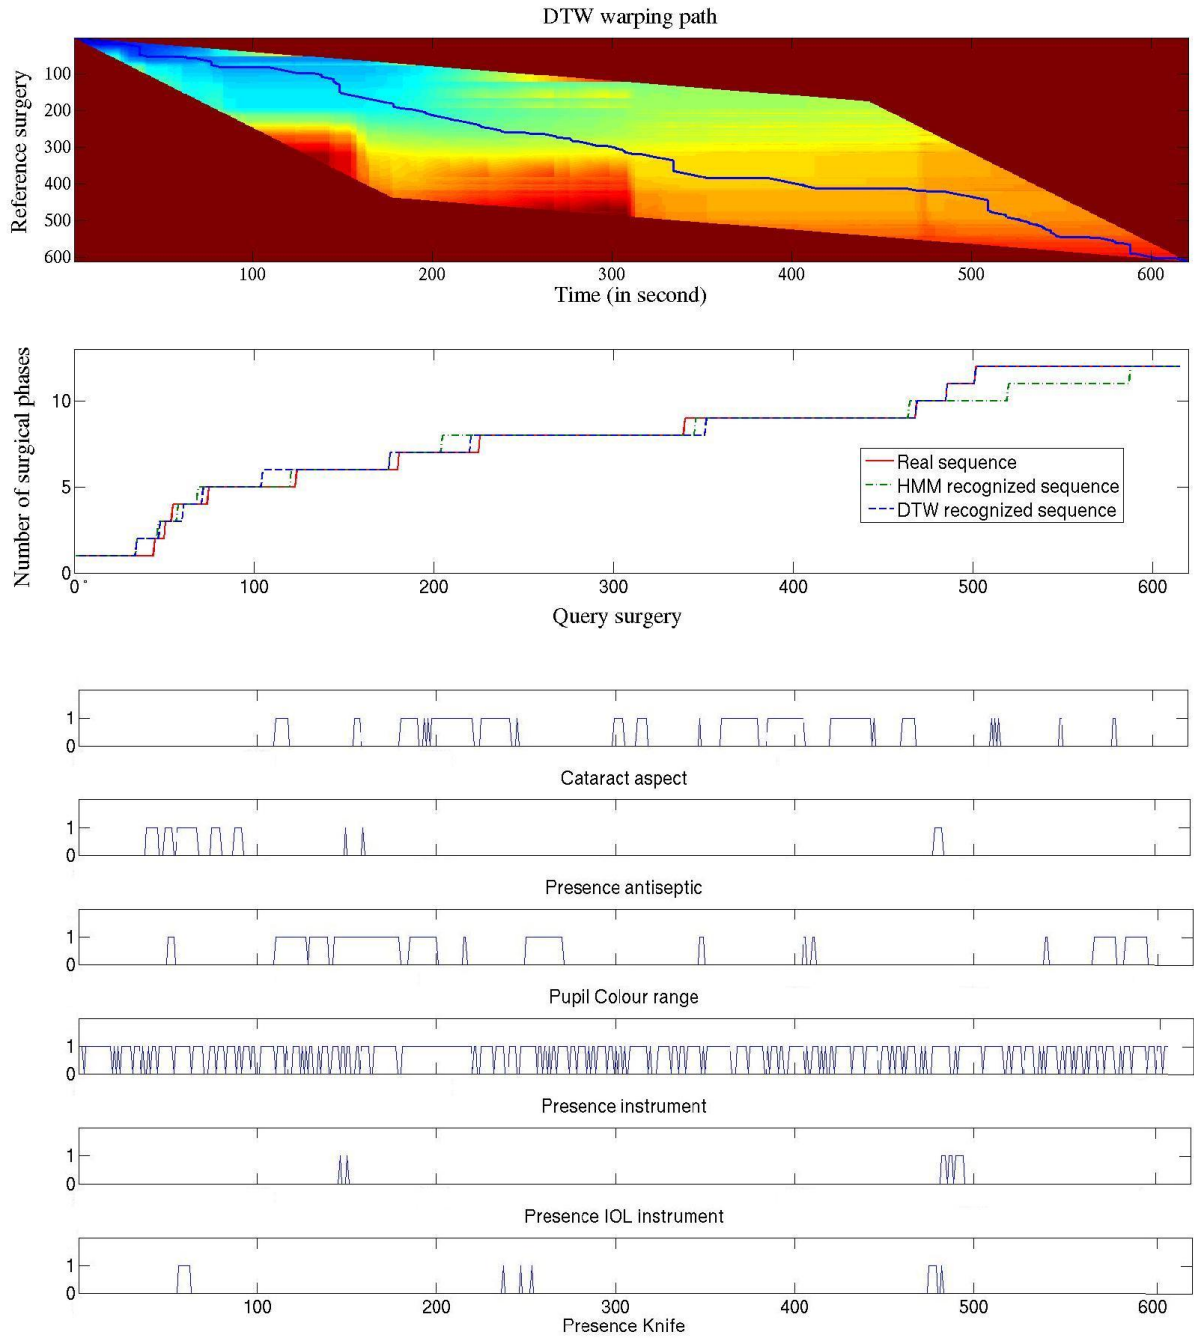 DTW warping path
Reference surgery
100
200
300
400
500
600
100 200 300 400 500 600
Time (in second)
Number of surgical phases
10
5
0
0 100 200 300 400 500 600
Real sequence
HMM recognized sequence
DTW recognized sequence
Query surgery
1
0
Cataract aspect
1
0
Presence antiseptic
1
0
Pupil Colour range
1
0
Presence instrument
1
0
Presence IOL instrument
1
0
100 200 300 400 500 600
Presence Knife